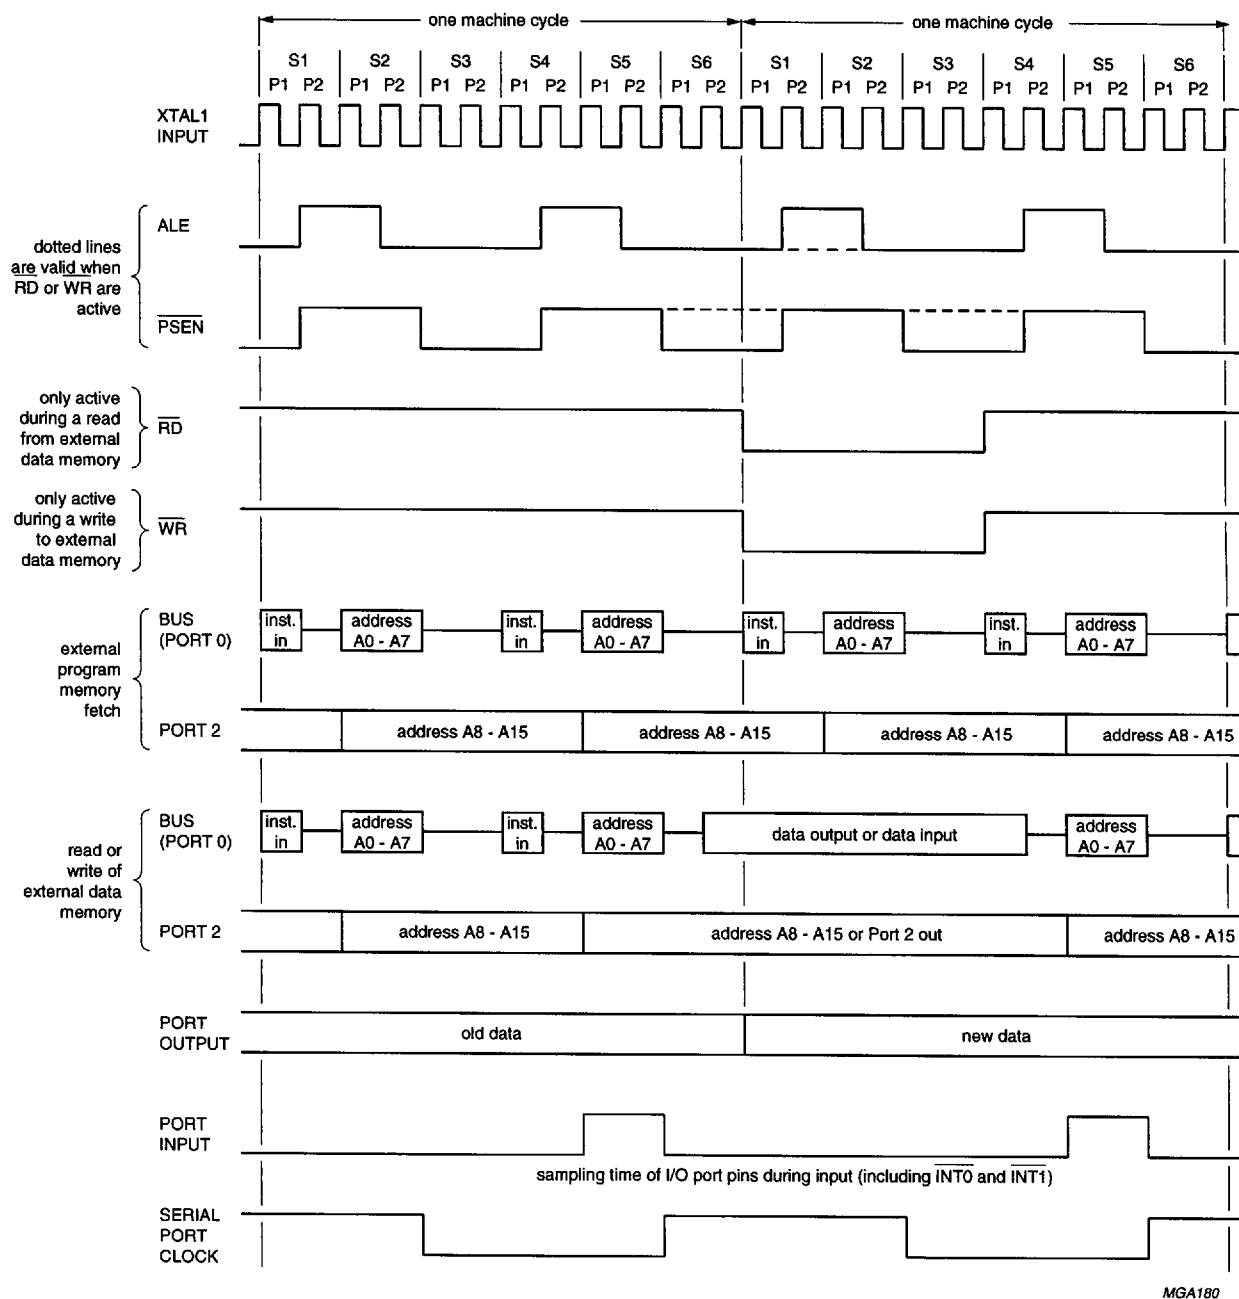 one machine cycle one machine cycle
S1 S2 S3 S4 S5 S6 S1 S2 S3 S4 S5 S6
P1 P2 P1 P2 P1 P2 P1 P2 P1 P2 P1 P2 P1 P2 P1 P2 P1 P2 P1 P2 P1 P2 P1 P2
XTAL1
INPUT
dotted lines
are valid when
RD or WR are
active
ALE
PSEN
only active
during a read
from external
data memory
RD
only active
during a write
to external
data memory
WR
external
program
memory
fetch
BUS
(PORT 0)
inst.
in
address
A0 - A7
inst.
in
address
A0 - A7
inst.
in
address
A0 - A7
inst.
in
address
A0 - A7
PORT 2
address A8 - A15 address A8 - A15 address A8 - A15 address A8 - A15
read or
write of
external data
memory
BUS
(PORT 0)
inst.
in
address
A0 - A7
inst.
in
address
A0 - A7
data output or data input
address
A0 - A7
PORT 2
address A8 - A15 address A8 - A15 or Port 2 out address A8 - A15
PORT
OUTPUT
old data new data
PORT
INPUT
sampling time of I/O port pins during input (including INT0 and INT1)
SERIAL
PORT
CLOCK
MGA180